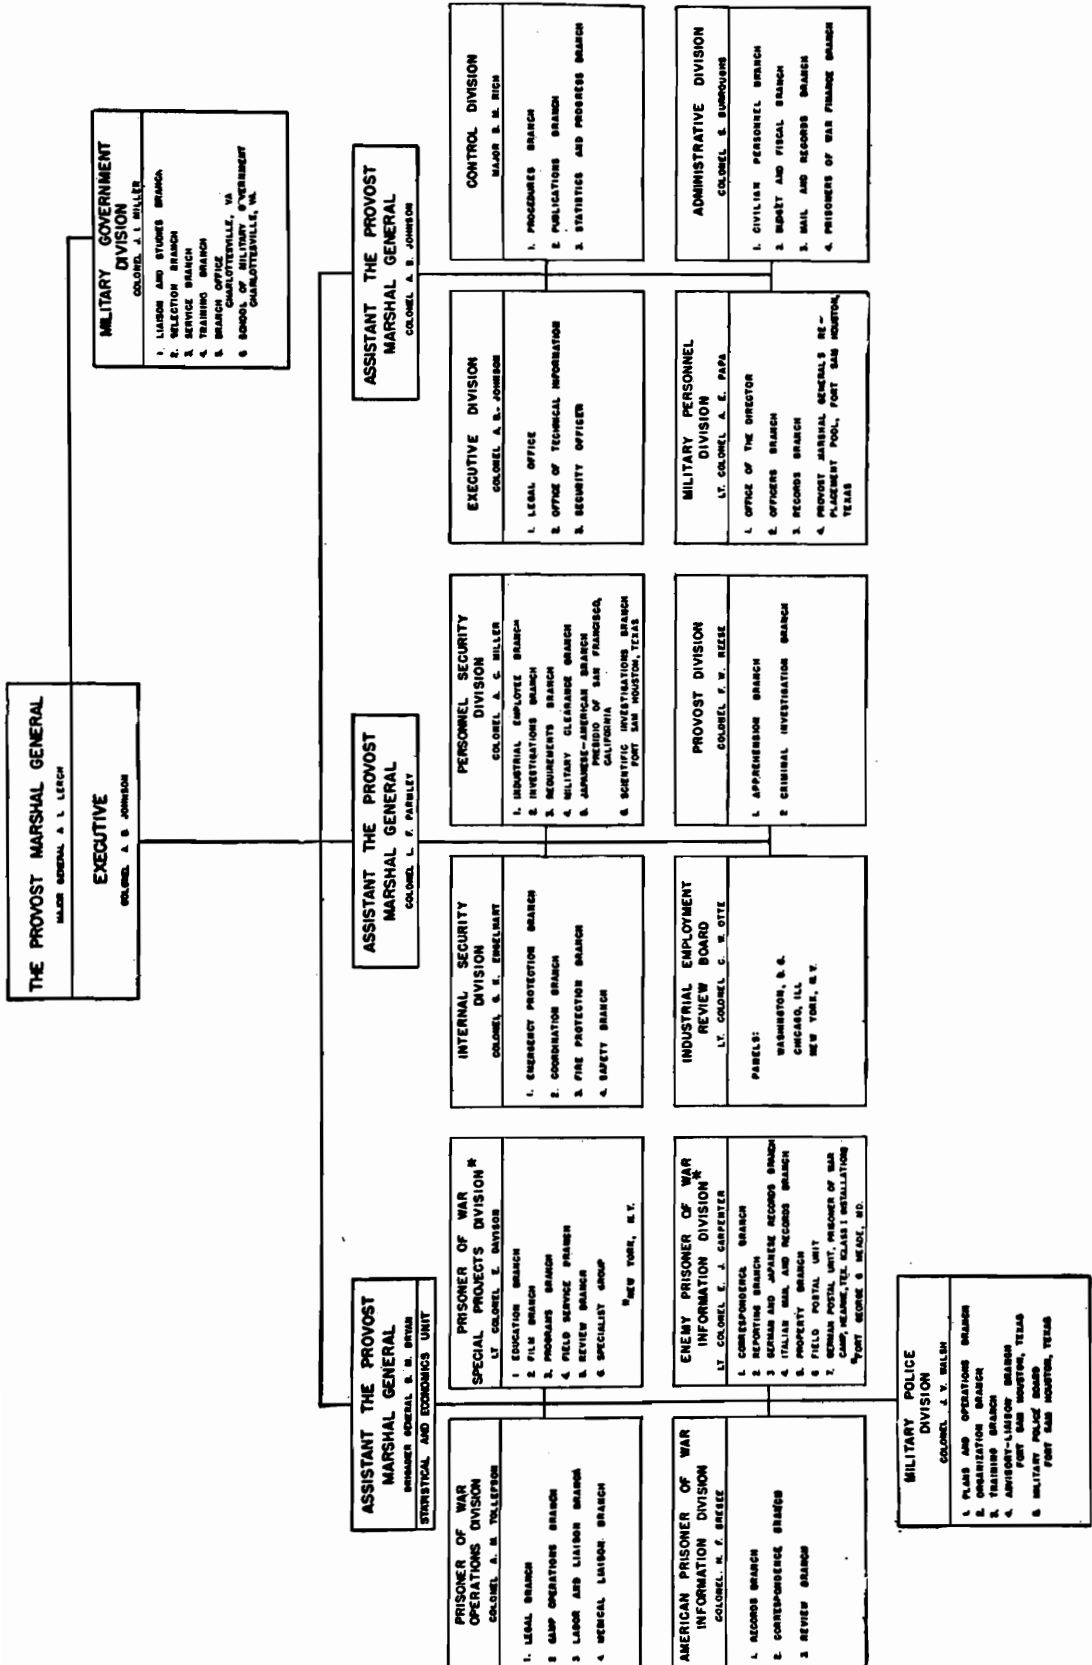 THE PROVOST MARSHAL GENERAL
MAJOR GENERAL A L LERCH
EXECUTIVE
COLONEL A B JOHNSON
MILITARY GOVERNMENT
DIVISION
COLONEL J. I. MILLER
1. LIAISON AND STUDIES BRANCH
2. SELECTION BRANCH
3. SERVICE BRANCH
4. TRAINING BRANCH
5. BRANCH OFFICE
CHARLOTTESVILLE, VA
6 SCHOOL OF MILITARY GOVERNMENT
CHARLOTTESVILLE, VA.
ASSISTANT THE PROVOST
MARSHAL GENERAL
BRIGADIER GENERAL B. M. BRYAN
STATISTICAL AND ECONOMICS UNIT
ASSISTANT THE PROVOST
MARSHAL GENERAL
COLONEL L. F. PARMLEY
ASSISTANT THE PROVOST
MARSHAL GENERAL
COLONEL A. B. JOHNSON
PRISONER OF WAR
OPERATIONS DIVISION
COLONEL A. M. TOLLEFSON
1. LEGAL BRANCH
2 CAMP OPERATIONS BRANCH
3 LABOR AND LIAISON BRANCH
4 MEDICAL LIAISON BRANCH
PRISONER OF WAR
SPECIAL PROJECTS DIVISION*
LT COLONEL E. DAVISON
1 EDUCATION BRANCH
2 FILM BRANCH
3. PROGRAMS BRANCH
4. FIELD SERVICE BRANCH
5. REVIEW BRANCH
6. SPECIALIST GROUP
*NEW YORK, N.Y.
INTERNAL SECURITY
DIVISION
COLONEL G. K. ENGELHART
1. EMERGENCY PROTECTION BRANCH
2. COORDINATION BRANCH
3. FIRE PROTECTION BRANCH
4. SAFETY BRANCH
PERSONNEL SECURITY
DIVISION
COLONEL A. C. MILLER
1. INDUSTRIAL EMPLOYEE BRANCH
2 INVESTIGATIONS BRANCH
3. REQUIREMENTS BRANCH
4. MILITARY CLEARANCE BRANCH
5. JAPANESE-AMERICAN BRANCH
PRESIDIO OF SAN FRANCISCO,
CALIFORNIA
6. SCIENTIFIC INVESTIGATIONS BRANCH
FORT SAM HOUSTON, TEXAS
EXECUTIVE DIVISION
COLONEL A. B. JOHNSON
1. LEGAL OFFICE
2 OFFICE OF TECHNICAL INFORMATION
3. SECURITY OFFICER
CONTROL DIVISION
MAJOR B. M. RICH
1. PROCEDURES BRANCH
2 PUBLICATIONS BRANCH
3 STATISTICS AND PROGRESS BRANCH
AMERICAN PRISONER OF WAR
INFORMATION DIVISION
COLONEL H. F. BRESEE
1. RECORDS BRANCH
2. CORRESPONDENCE BRANCH
3 REVIEW BRANCH
ENEMY PRISONER OF WAR
INFORMATION DIVISION*
LT COLONEL E. J. CARPENTER
1. CORRESPONDENCE BRANCH
2 REPORTING BRANCH
3 GERMAN AND JAPANESE RECORDS BRANCH
4. ITALIAN MAIL AND RECORDS BRANCH
5. PROPERTY BRANCH
6 FIELD POSTAL UNIT
7. GERMAN POSTAL UNIT, PRISONER OF WAR
CAMP, HEARNE, TEX. (CLASS I INSTALLATION)
*FORT GEORGE G MEADE, MD.
INDUSTRIAL EMPLOYMENT
REVIEW BOARD
LT. COLONEL C. W. OTTE
PANELS:
WASHINGTON, D. C.
CHICAGO, ILL
NEW YORK, N.Y.
PROVOST DIVISION
COLONEL F. W. REESE
1. APPREHENSION BRANCH
2 CRIMINAL INVESTIGATION BRANCH
MILITARY PERSONNEL
DIVISION
LT. COLONEL A. E. PAPA
1. OFFICE OF THE DIRECTOR
2. OFFICERS BRANCH
3. RECORDS BRANCH
4. PROVOST MARSHAL GENERALS RE-
PLACEMENT POOL, FORT SAM HOUSTON,
TEXAS
ADMINISTRATIVE DIVISION
COLONEL S. BURROUGHS
1. CIVILIAN PERSONNEL BRANCH
2. BUDGET AND FISCAL BRANCH
3. MAIL AND RECORDS BRANCH
4. PRISONERS OF WAR FINANCE BRANCH
MILITARY POLICE
DIVISION
COLONEL J. V. WALSH
1. PLANS AND OPERATIONS BRANCH
2. ORGANIZATION BRANCH
3. TRAINING BRANCH
4. ADVISORY-LIAISON BRANCH
FORT SAM HOUSTON, TEXAS
5. MILITARY POLICE BOARD
FORT SAM HOUSTON, TEXAS